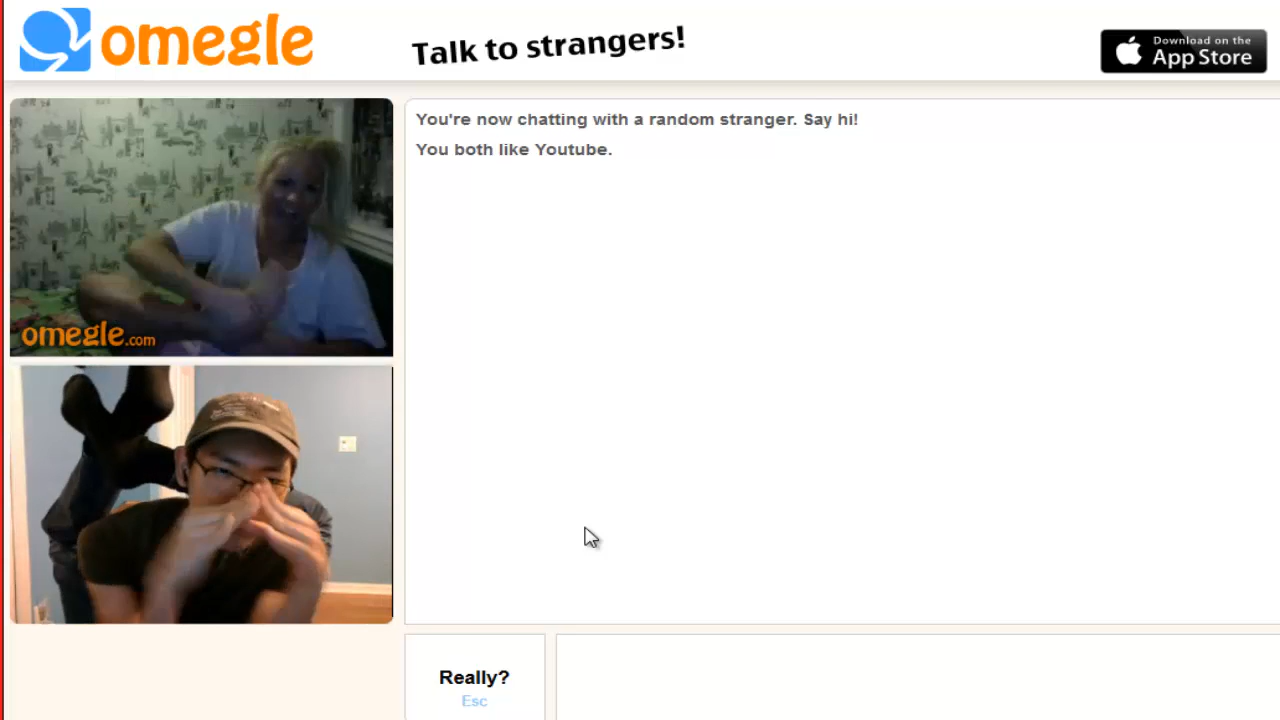 omegle
Talk to strangers!
Download on the
App Store
You're now chatting with a random stranger. Say hi!
You both like Youtube.
omegle.com
Really?
Esc